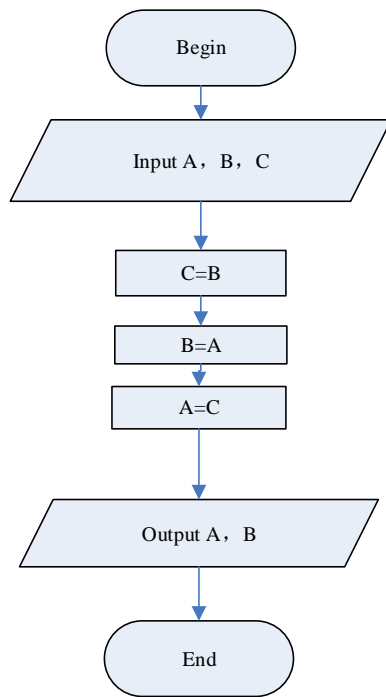 Begin
Input A，B，C
C=B
B=A
A=C
Output A，B
End